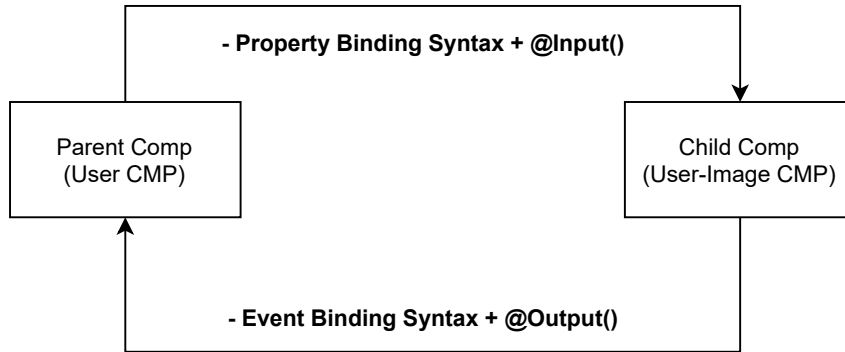 - Property Binding Syntax + @Input()
Parent Comp
(User CMP)
Child Comp
(User-Image CMP)
- Event Binding Syntax + @Output()